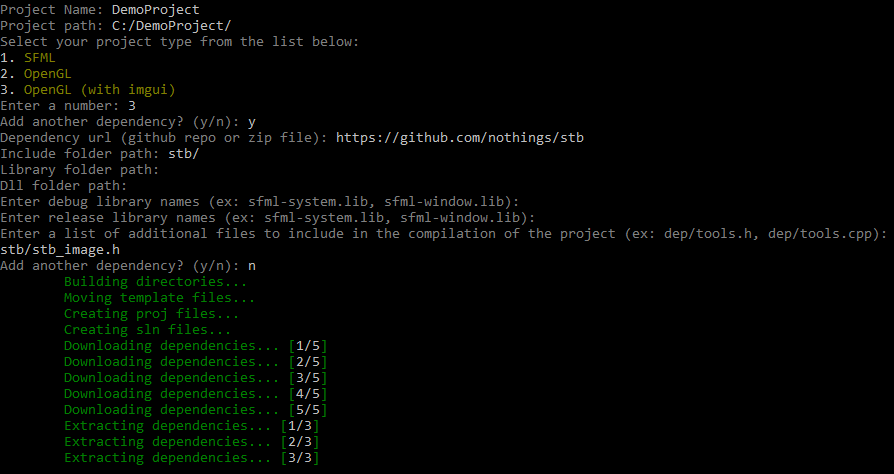 Project Name: DemoProject
Project path: C:/DemoProject/
Select your project type from the list below:
1. SFML
2. OpenGL
3. OpenGL (with imgui)
Enter a number: 3
Add another dependency? (y/n): y
Dependency url (github repo or zip file): https://github.com/nothings/stb
Include folder path: stb/
Library folder path:
Dll folder path:
Enter debug library names (ex: sfml-system.lib, sfml-window.lib):
Enter release library names (ex: sfml-system.lib, sfml-window.lib):
Enter a list of additional files to include in the compilation of the project (ex: dep/tools.h, dep/tools.cpp):
stb/stb_image.h
Add another dependency? (y/n): n
Building directories...
Moving template files...
Creating proj files...
Creating sln files...
Downloading dependencies... [1/5]
Downloading dependencies... [2/5]
Downloading dependencies... [3/5]
Downloading dependencies... [4/5]
Downloading dependencies... [5/5]
Extracting dependencies... [1/3]
Extracting dependencies... [2/3]
Extracting dependencies... [3/3]